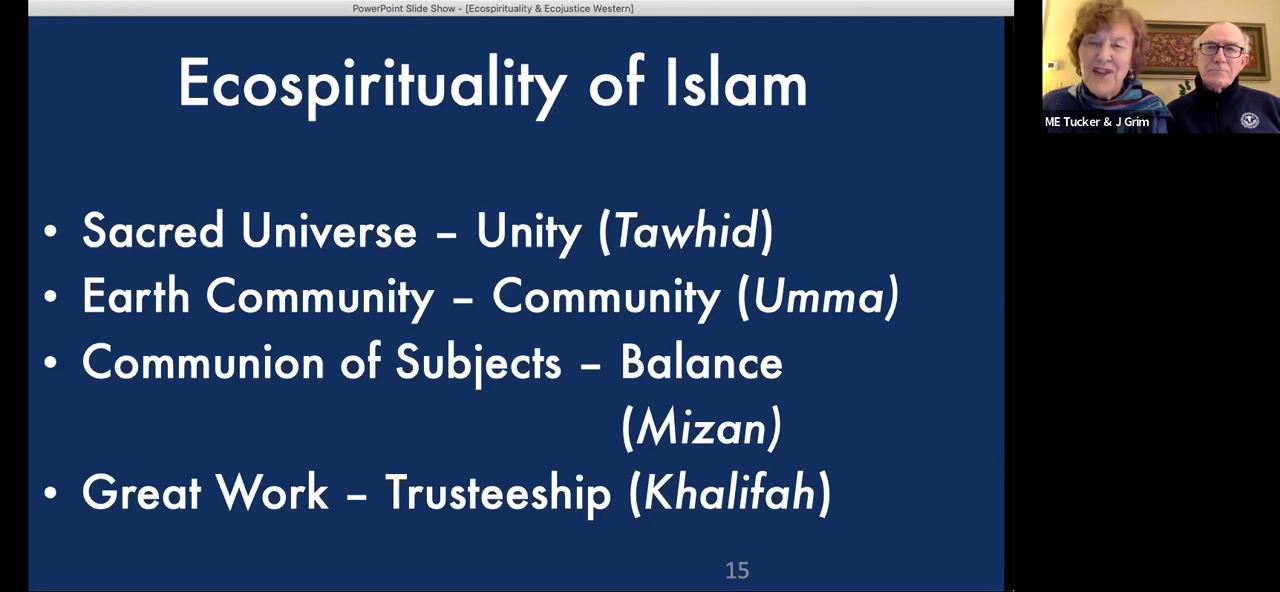 PowerPoint Slide Show - [Ecospirituality & Ecojustice Western]
Ecospirituality of Islam
• Sacred Universe – Unity (Tawhid)
• Earth Community – Community (Umma)
• Communion of Subjects – Balance
(Mizan)
• Great Work – Trusteeship (Khalifah)
15
ME Tucker & J Grim